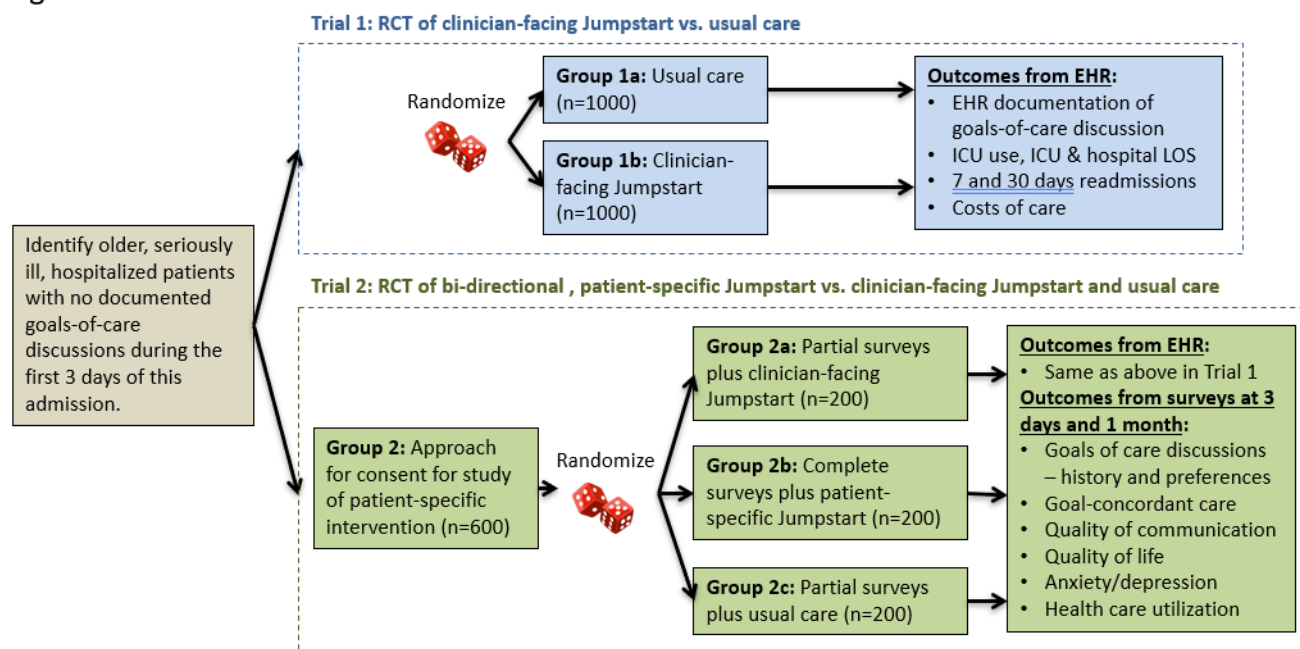 Trial 1: RCT of clinician-facing Jumpstart vs. usual care
Randomize
Group 1a: Usual care
(n=1000)
Group 1b: Clinician-
facing Jumpstart
(n=1000)
Outcomes from EHR:
• EHR documentation of
goals-of-care discussion
• ICU use, ICU & hospital LOS
• 7 and 30 days readmissions
• Costs of care
Identify older, seriously
ill, hospitalized patients
with no documented
goals-of-care
discussions during the
first 3 days of this
admission.
Trial 2: RCT of bi-directional , patient-specific Jumpstart vs. clinician-facing Jumpstart and usual care
Group 2: Approach
for consent for study
of patient-specific
intervention (n=600)
Randomize
Group 2a: Partial surveys
plus clinician-facing
Jumpstart (n=200)
Group 2b: Complete
surveys plus patient-
specific Jumpstart (n=200)
Group 2c: Partial surveys
plus usual care (n=200)
Outcomes from EHR:
• Same as above in Trial 1
Outcomes from surveys at 3
days and 1 month:
• Goals of care discussions
– history and preferences
• Goal-concordant care
• Quality of communication
• Quality of life
• Anxiety/depression
• Health care utilization